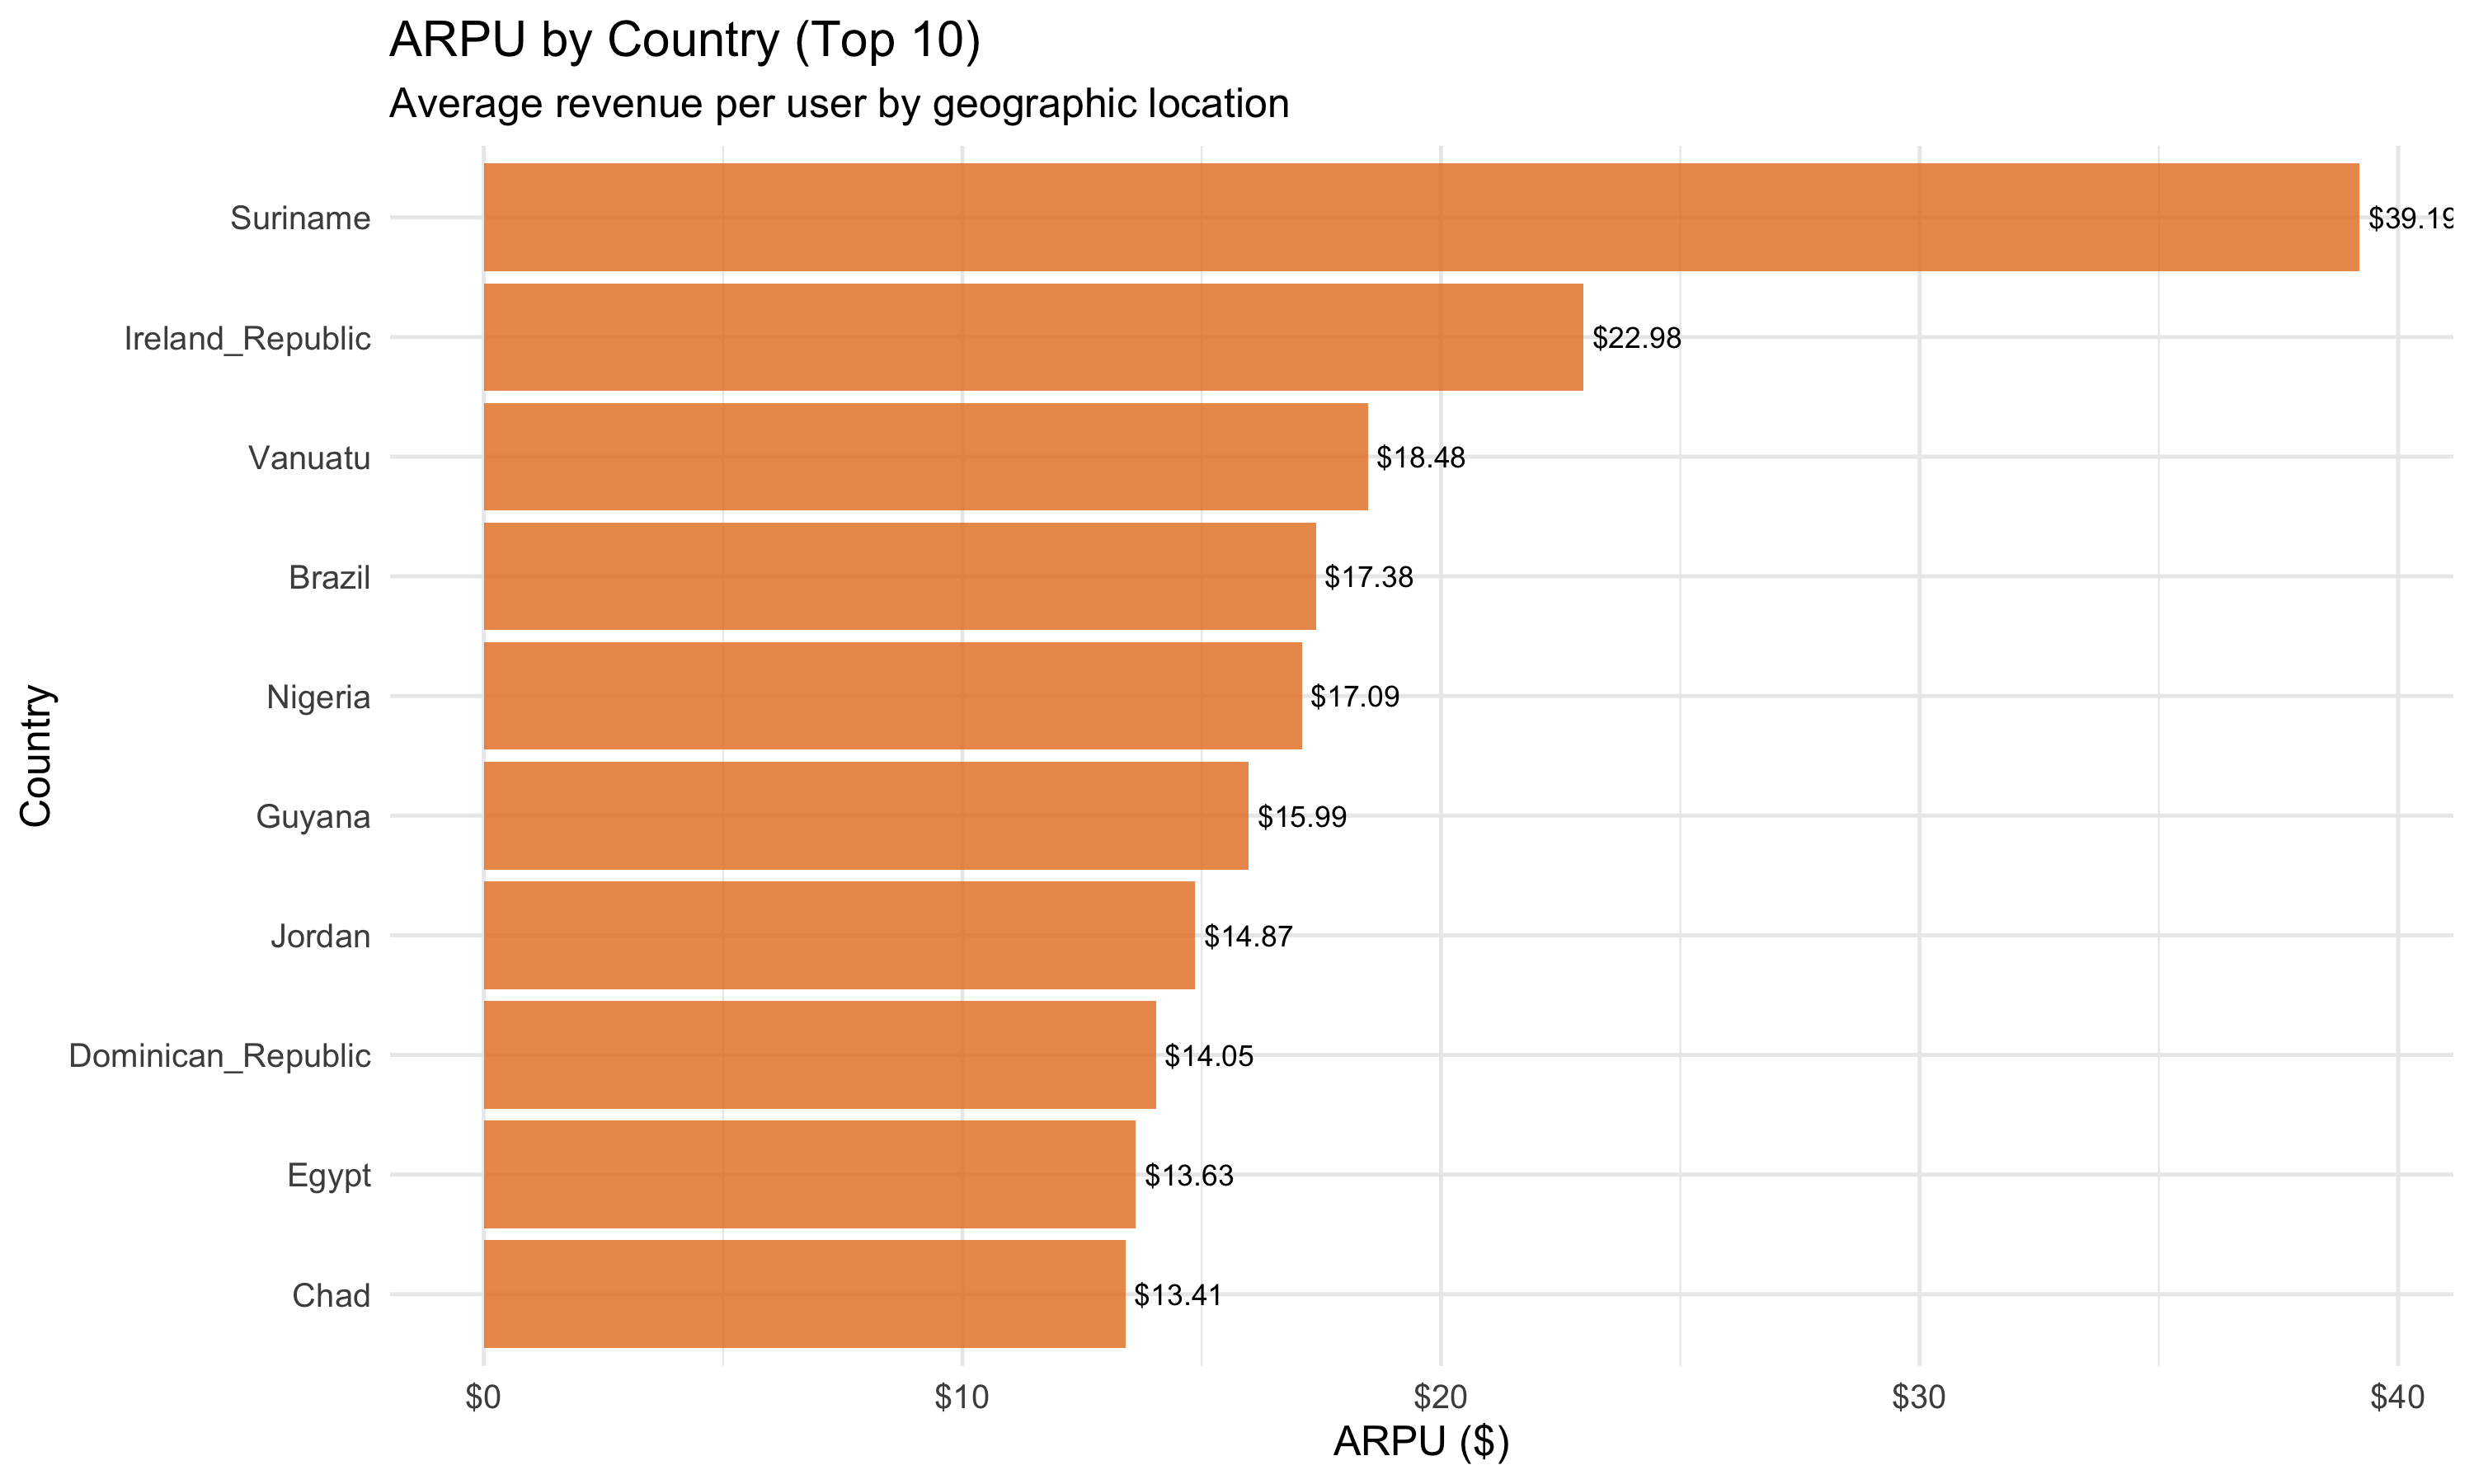 ARPU by Country (Top 10)
Average revenue per user by geographic location
Suriname $39.19
Ireland_Republic $22.98
Vanuatu $18.48
Brazil $17.38
Nigeria $17.09
Guyana $15.99
Jordan $14.87
Dominican_Republic $14.05
Egypt $13.63
Chad $13.41
Country
$0 $10 $20 $30 $40
ARPU ($)